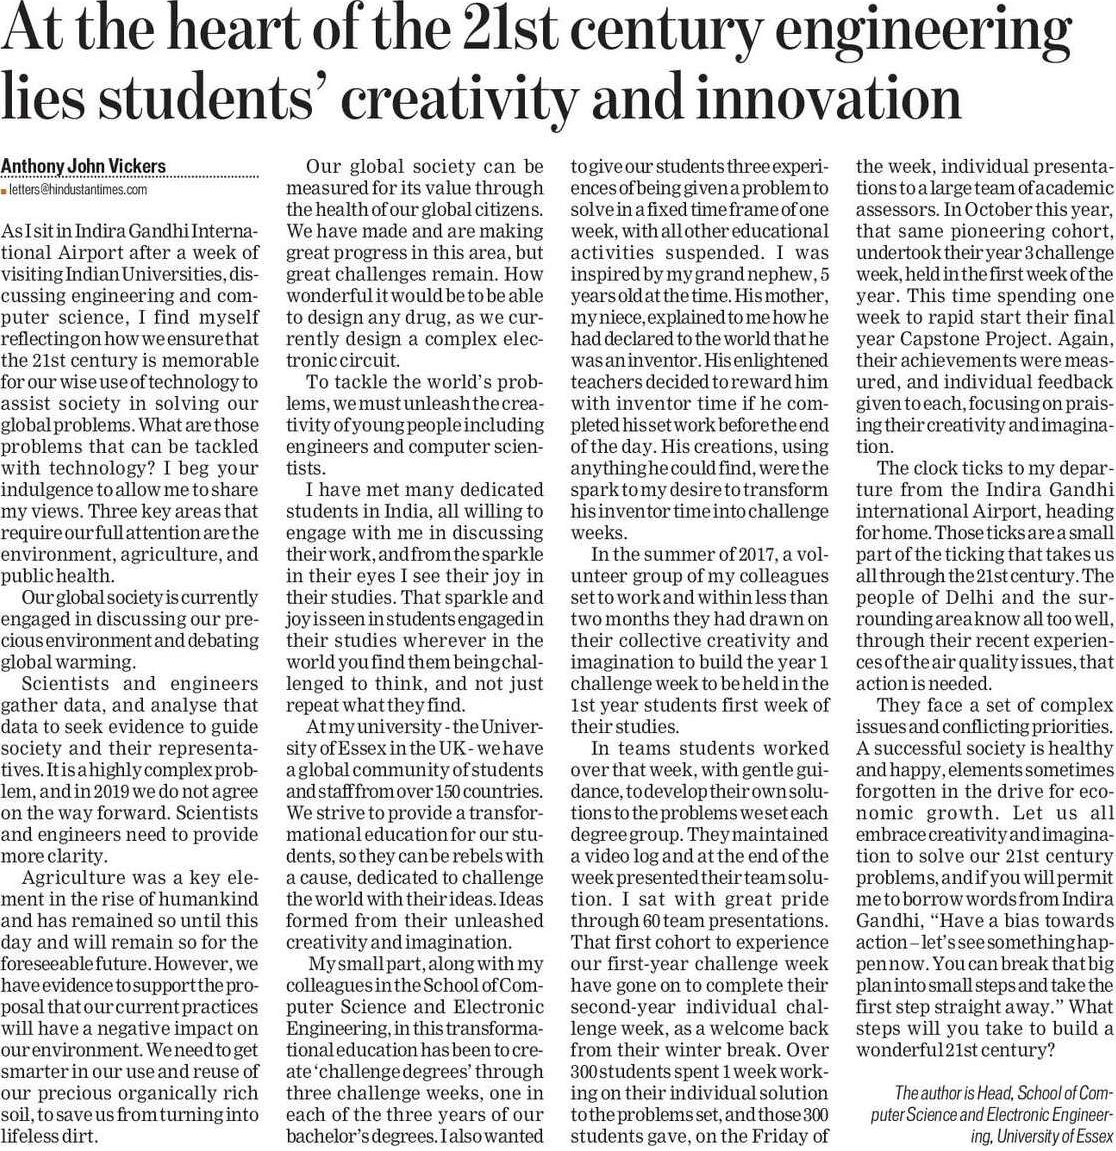 At the heart of the 21st century engineering
lies students’ creativity and innovation
Anthony John Vickers
letters@hindustantimes.com
As I sit in Indira Gandhi Interna-
tional Airport after a week of
visiting Indian Universities, dis-
cussing engineering and com-
puter science, I find myself
reflecting on how we ensure that
the 21st century is memorable
for our wise use of technology to
assist society in solving our
global problems. What are those
problems that can be tackled
with technology? I beg your
indulgence to allow me to share
my views. Three key areas that
require our full attention are the
environment, agriculture, and
public health.
Our global society is currently
engaged in discussing our pre-
cious environment and debating
global warming.
Scientists and engineers
gather data, and analyse that
data to seek evidence to guide
society and their representa-
tives. It is a highly complex prob-
lem, and in 2019 we do not agree
on the way forward. Scientists
and engineers need to provide
more clarity.
Agriculture was a key ele-
ment in the rise of humankind
and has remained so until this
day and will remain so for the
foreseeable future. However, we
have evidence to support the pro-
posal that our current practices
will have a negative impact on
our environment. We need to get
smarter in our use and reuse of
our precious organically rich
soil, to save us from turning into
lifeless dirt.
Our global society can be
measured for its value through
the health of our global citizens.
We have made and are making
great progress in this area, but
great challenges remain. How
wonderful it would be to be able
to design any drug, as we cur-
rently design a complex elec-
tronic circuit.
To tackle the world’s prob-
lems, we must unleash the crea-
tivity of young people including
engineers and computer scien-
tists.
I have met many dedicated
students in India, all willing to
engage with me in discussing
their work, and from the sparkle
in their eyes I see their joy in
their studies. That sparkle and
joy is seen in students engaged in
their studies wherever in the
world you find them being chal-
lenged to think, and not just
repeat what they find.
At my university - the Univer-
sity of Essex in the UK - we have
a global community of students
and staff from over 150 countries.
We strive to provide a transfor-
mational education for our stu-
dents, so they can be rebels with
a cause, dedicated to challenge
the world with their ideas. Ideas
formed from their unleashed
creativity and imagination.
My small part, along with my
colleagues in the School of Com-
puter Science and Electronic
Engineering, in this transforma-
tional education has been to cre-
ate ‘challenge degrees’ through
three challenge weeks, one in
each of the three years of our
bachelor’s degrees. I also wanted
to give our students three experi-
ences of being given a problem to
solve in a fixed time frame of one
week, with all other educational
activities suspended. I was
inspired by my grand nephew, 5
years old at the time. His mother,
my niece, explained to me how he
had declared to the world that he
was an inventor. His enlightened
teachers decided to reward him
with inventor time if he com-
pleted his set work before the end
of the day. His creations, using
anything he could find, were the
spark to my desire to transform
his inventor time into challenge
weeks.
In the summer of 2017, a vol-
unteer group of my colleagues
set to work and within less than
two months they had drawn on
their collective creativity and
imagination to build the year 1
challenge week to be held in the
1st year students first week of
their studies.
In teams students worked
over that week, with gentle gui-
dance, to develop their own solu-
tions to the problems we set each
degree group. They maintained
a video log and at the end of the
week presented their team solu-
tion. I sat with great pride
through 60 team presentations.
That first cohort to experience
our first-year challenge week
have gone on to complete their
second-year individual chal-
lenge week, as a welcome back
from their winter break. Over
300 students spent 1 week work-
ing on their individual solution
to the problems set, and those 300
students gave, on the Friday of
the week, individual presenta-
tions to a large team of academic
assessors. In October this year,
that same pioneering cohort,
undertook their year 3 challenge
week, held in the first week of the
year. This time spending one
week to rapid start their final
year Capstone Project. Again,
their achievements were meas-
ured, and individual feedback
given to each, focusing on prais-
ing their creativity and imagina-
tion.
The clock ticks to my depar-
ture from the Indira Gandhi
international Airport, heading
for home. Those ticks are a small
part of the ticking that takes us
all through the 21st century. The
people of Delhi and the sur-
rounding area know all too well,
through their recent experien-
ces of the air quality issues, that
action is needed.
They face a set of complex
issues and conflicting priorities.
A successful society is healthy
and happy, elements sometimes
forgotten in the drive for eco-
nomic growth. Let us all
embrace creativity and imagina-
tion to solve our 21st century
problems, and if you will permit
me to borrow words from Indira
Gandhi, “Have a bias towards
action – let’s see something hap-
pen now. You can break that big
plan into small steps and take the
first step straight away.” What
steps will you take to build a
wonderful 21st century?
The author is Head, School of Com-
puter Science and Electronic Engineer-
ing, University of Essex